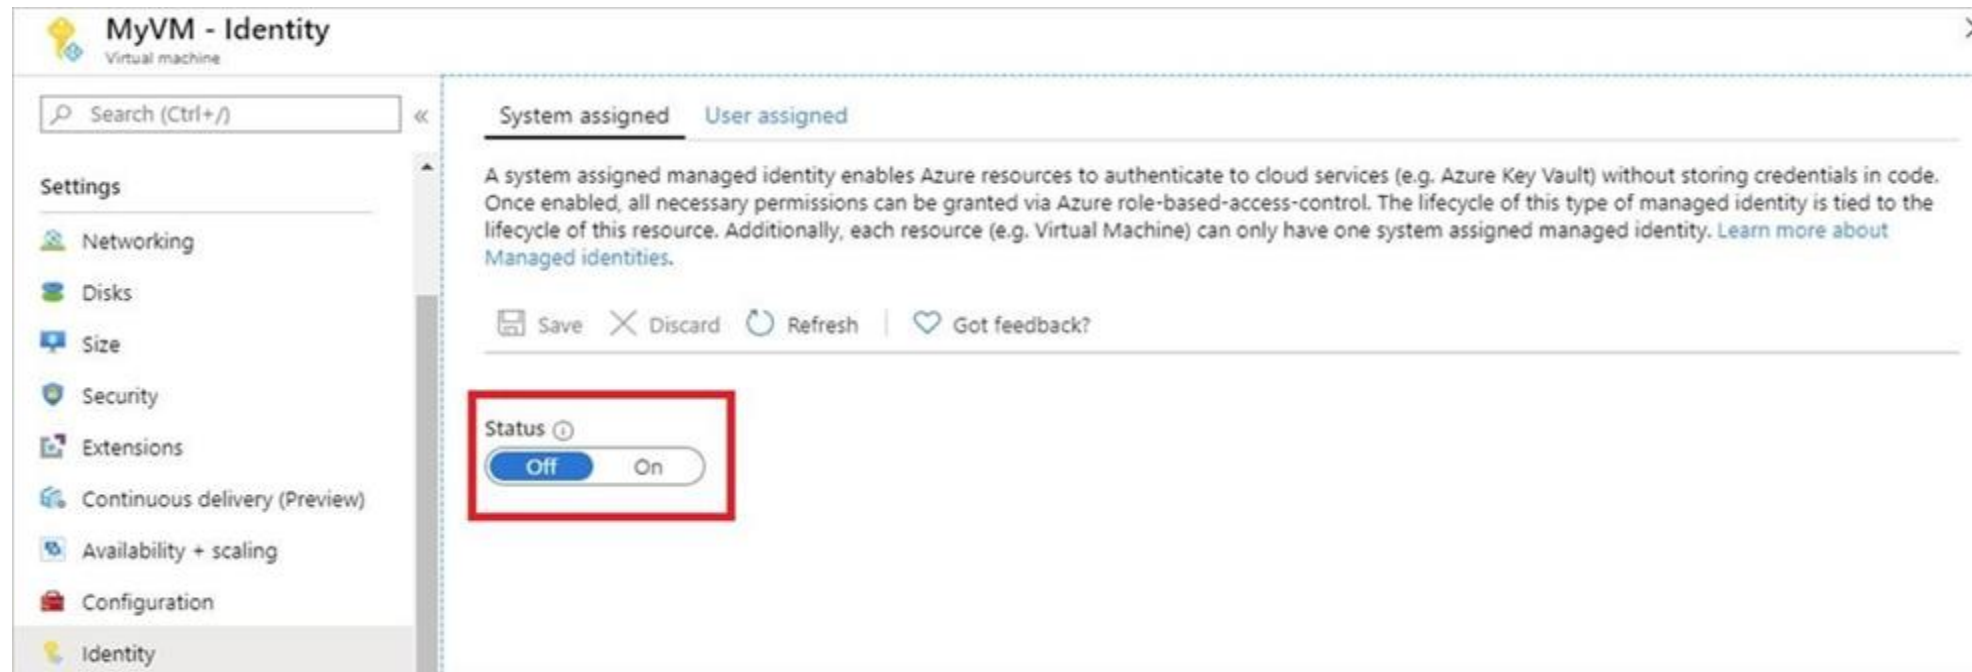 MyVM - Identity
Virtual machine
Search (Ctrl+/)
«
Settings
Networking
Disks
Size
Security
Extensions
Continuous delivery (Preview)
Availability + scaling
Configuration
Identity
System assigned User assigned
A system assigned managed identity enables Azure resources to authenticate to cloud services (e.g. Azure Key Vault) without storing credentials in code.
Once enabled, all necessary permissions can be granted via Azure role-based-access-control. The lifecycle of this type of managed identity is tied to the
lifecycle of this resource. Additionally, each resource (e.g. Virtual Machine) can only have one system assigned managed identity. Learn more about
Managed identities.
Save Discard Refresh Got feedback?
Status
Off On